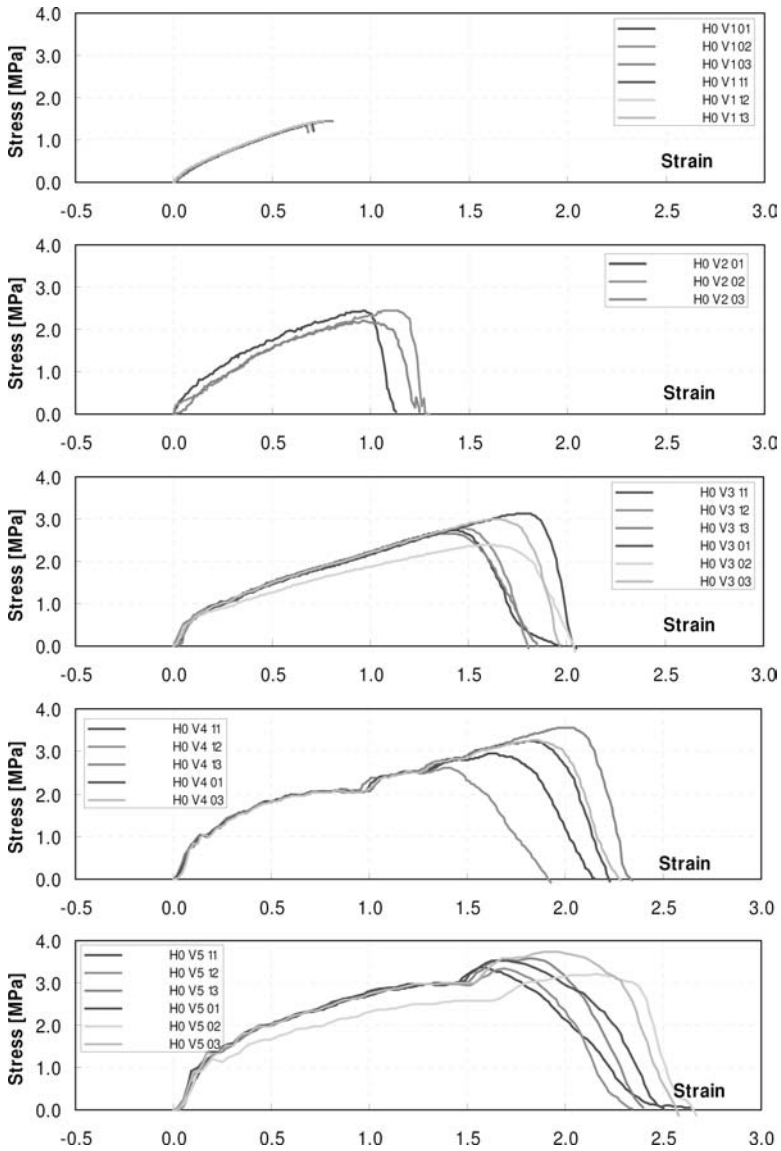 4.0
3.0
2.0
1.0
0.0
Stress [MPa]
H0 V1 01
H0 V1 02
H0 V1 03
H0 V1 11
H0 V1 12
H0 V1 13
Strain
-0.5 0.0 0.5 1.0 1.5 2.0 2.5 3.0
4.0
3.0
2.0
1.0
0.0
Stress [MPa]
H0 V2 01
H0 V2 02
H0 V2 03
Strain
-0.5 0.0 0.5 1.0 1.5 2.0 2.5 3.0
4.0
3.0
2.0
1.0
0.0
Stress [MPa]
H0 V3 11
H0 V3 12
H0 V3 13
H0 V3 01
H0 V3 02
H0 V3 03
Strain
-0.5 0.0 0.5 1.0 1.5 2.0 2.5 3.0
4.0
3.0
2.0
1.0
0.0
Stress [MPa]
H0 V4 11
H0 V4 12
H0 V4 13
H0 V4 01
H0 V4 03
Strain
-0.5 0.0 0.5 1.0 1.5 2.0 2.5 3.0
4.0
3.0
2.0
1.0
0.0
Stress [MPa]
H0 V5 11
H0 V5 12
H0 V5 13
H0 V5 01
H0 V5 02
H0 V5 03
Strain
-0.5 0.0 0.5 1.0 1.5 2.0 2.5 3.0